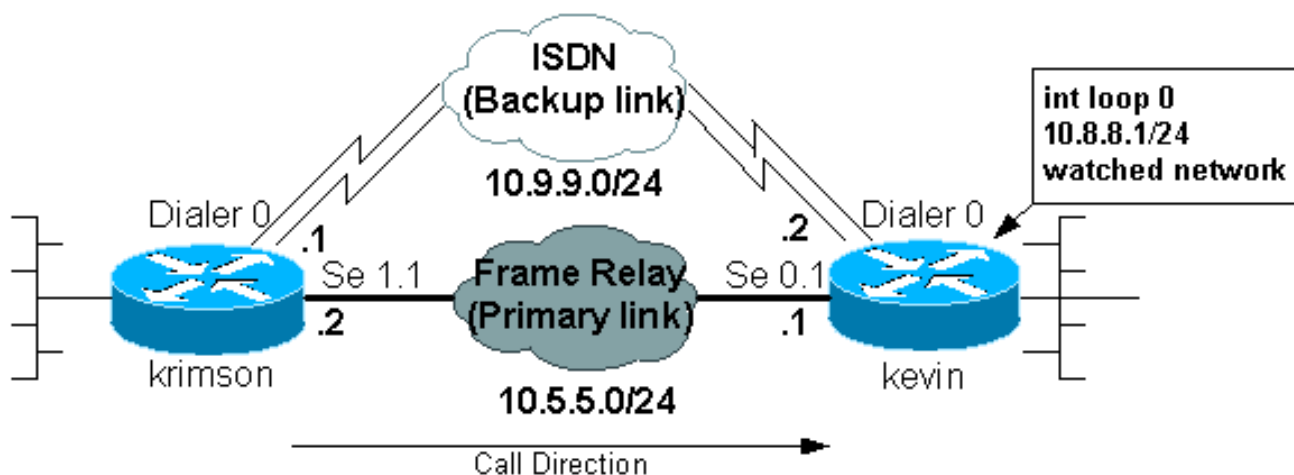 ISDN
(Backup link)
10.9.9.0/24
int loop 0
10.8.8.1/24
watched network
Dialer 0
.1
Dialer 0
.2
Se 1.1
.2
Frame Relay
(Primary link)
Se 0.1
.1
krimson
kevin
10.5.5.0/24
Call Direction